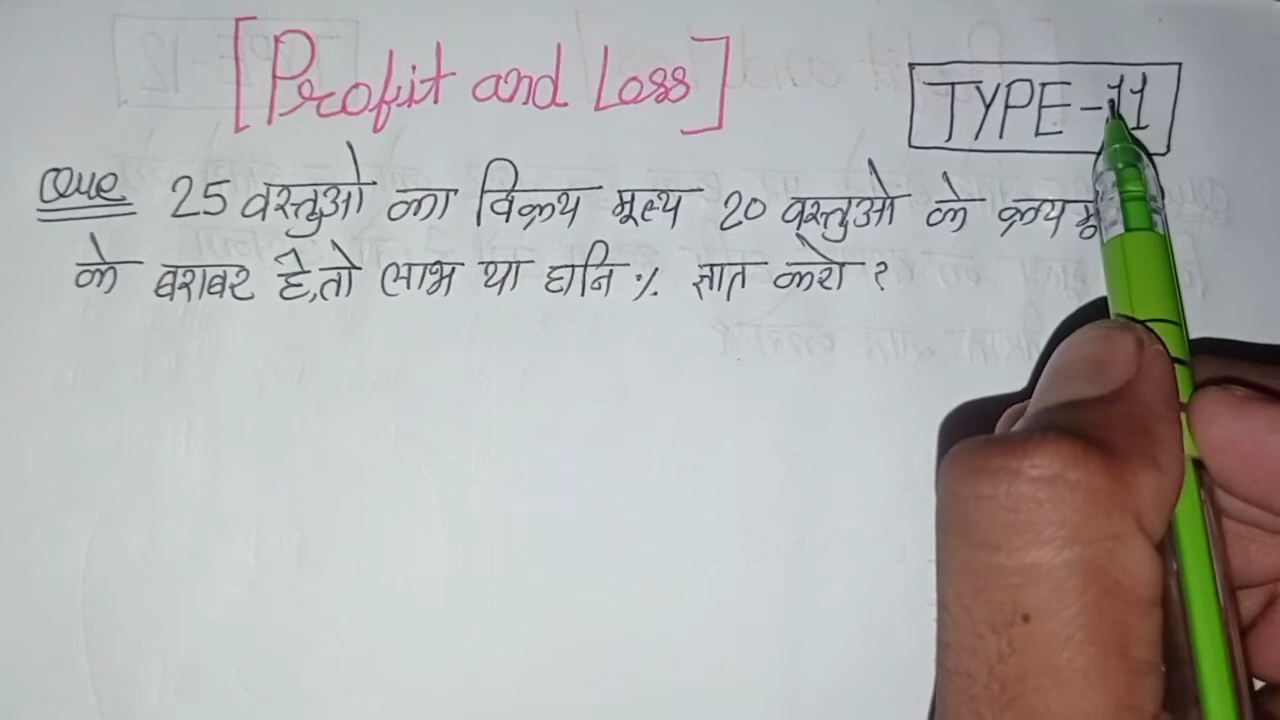 [Profit and Loss]
TYPE-11
Que 25 वस्तुओ का विक्रय मूल्य 20 वस्तुओ के क्रय
के बराबर है, तो लाभ या हानि % ज्ञात करो ?